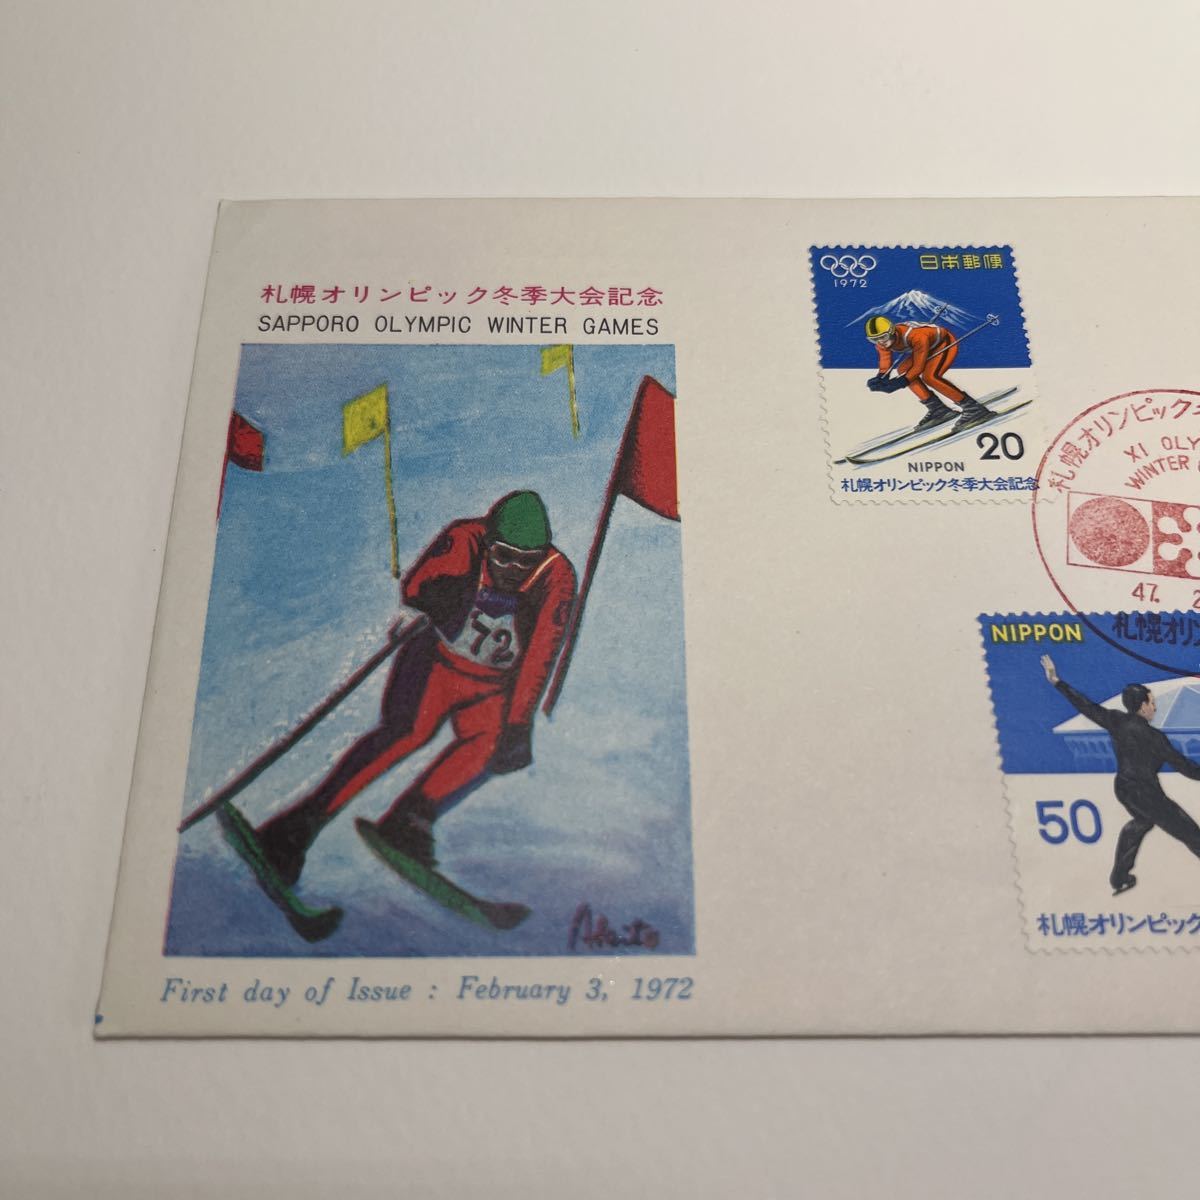 札幌オリンピック冬季大会記念
SAPPORO OLYMPIC WINTER GAMES
72
First day of Issue : February 3, 1972
1972
日本郵便
20
NIPPON
札幌オリンピック冬季大会記念
札幌オリンピック
XI OLY
WINTER
47. 2
NIPPON
札幌オリン
50
札幌オリンピック